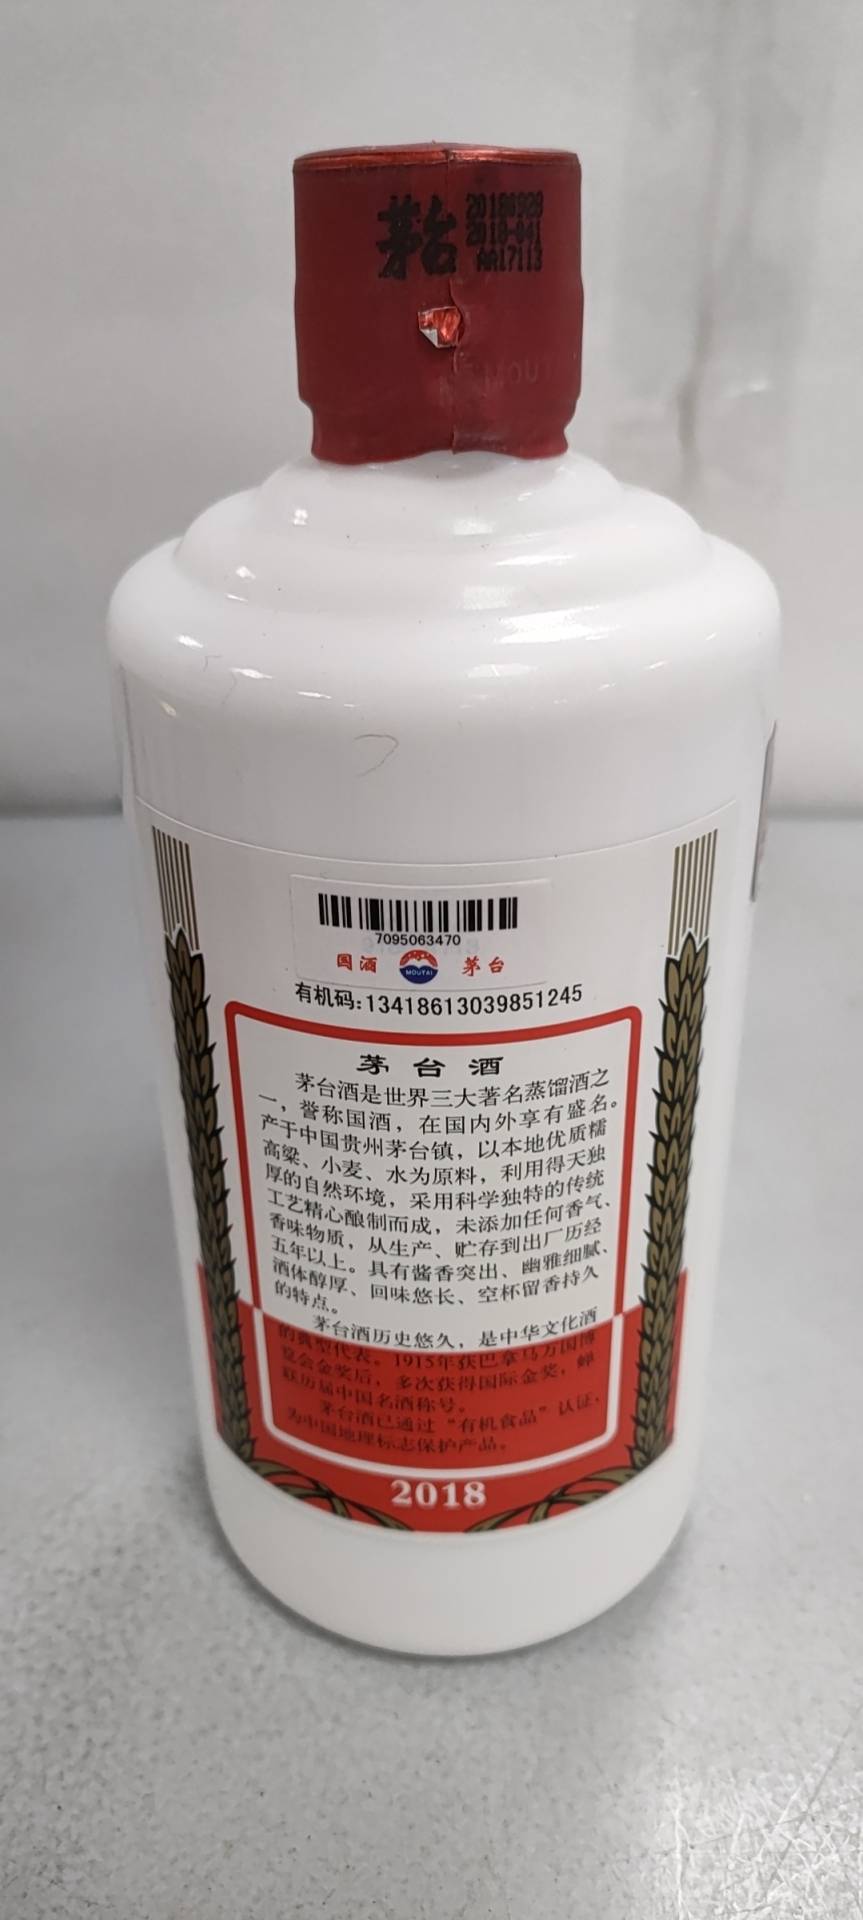 茅台
20180909
2018-041
AA17113
MOU
7095063470
国酒 MOUTAI 茅台
有机码:13418613039851245
茅台酒
茅台酒是世界三大著名蒸馏酒之
一，誉称国酒，在国内外享有盛名。
产于中国贵州茅台镇，以本地优质糯
高粱、小麦、水为原料，利用得天独
厚的自然环境，采用科学独特的传统
工艺精心酿制而成，未添加任何香气、
香味物质，从生产、贮存到出厂历经
五年以上。具有酱香突出、幽雅细腻、
酒体醇厚、回味悠长、空杯留香持久
的特点。
茅台酒历史悠久，是中华文化酒
的典型代表。1915年获巴拿马万国博
览会金奖后，多次获得国际金奖，蝉
联历届中国名酒称号。
茅台酒已通过“有机食品”认证，
为中国地理标志保护产品。
2018